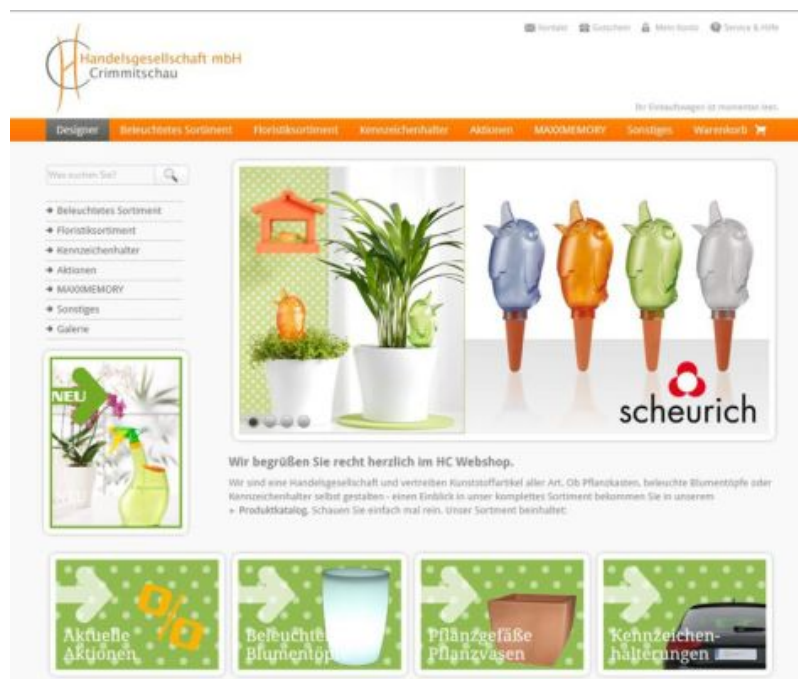 Kontakt Gutschein Mein Konto Service & Hilfe
Handelsgesellschaft mbH
Crimmitschau
Ihr Einkaufswagen ist momentan leer.
Designer Beleuchtetes Sortiment Floristiksortiment Kennzeichenhalter Aktionen MAXXMEMORY Sonstiges Warenkorb
Was suchen Sie?
Beleuchtetes Sortiment
Floristiksortiment
Kennzeichenhalter
Aktionen
MAXXMEMORY
Sonstiges
Galerie
NEU
scheurich
Wir begrüßen Sie recht herzlich im HC Webshop.
Wir sind eine Handelsgesellschaft und vertreiben Kunststoffartikel aller Art. Ob Pflanzkasten, beleuchte Blumentöpfe oder
Kennzeichenhalter selbst gestalten - einen Einblick in unser komplettes Sortiment bekommen Sie in unserem
» Produktkatalog. Schauen Sie einfach mal rein. Unser Sortment beinhaltet:
Aktuelle
Aktionen
%
Beleuchtete
Blumentöpfe
Pflanzgefäße
Pflanzvasen
Kennzeichen-
halterungen